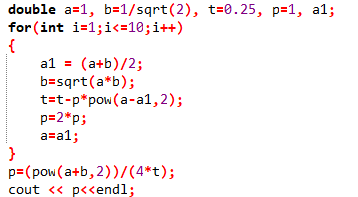 double a=1, b=1/sqrt(2), t=0.25, p=1, a1;
for(int i=1;i<=10;i++)
{
a1 = (a+b)/2;
b=sqrt(a*b);
t=t-p*pow(a-a1,2);
p=2*p;
a=a1;
}
p=(pow(a+b,2))/(4*t);
cout << p<<endl;